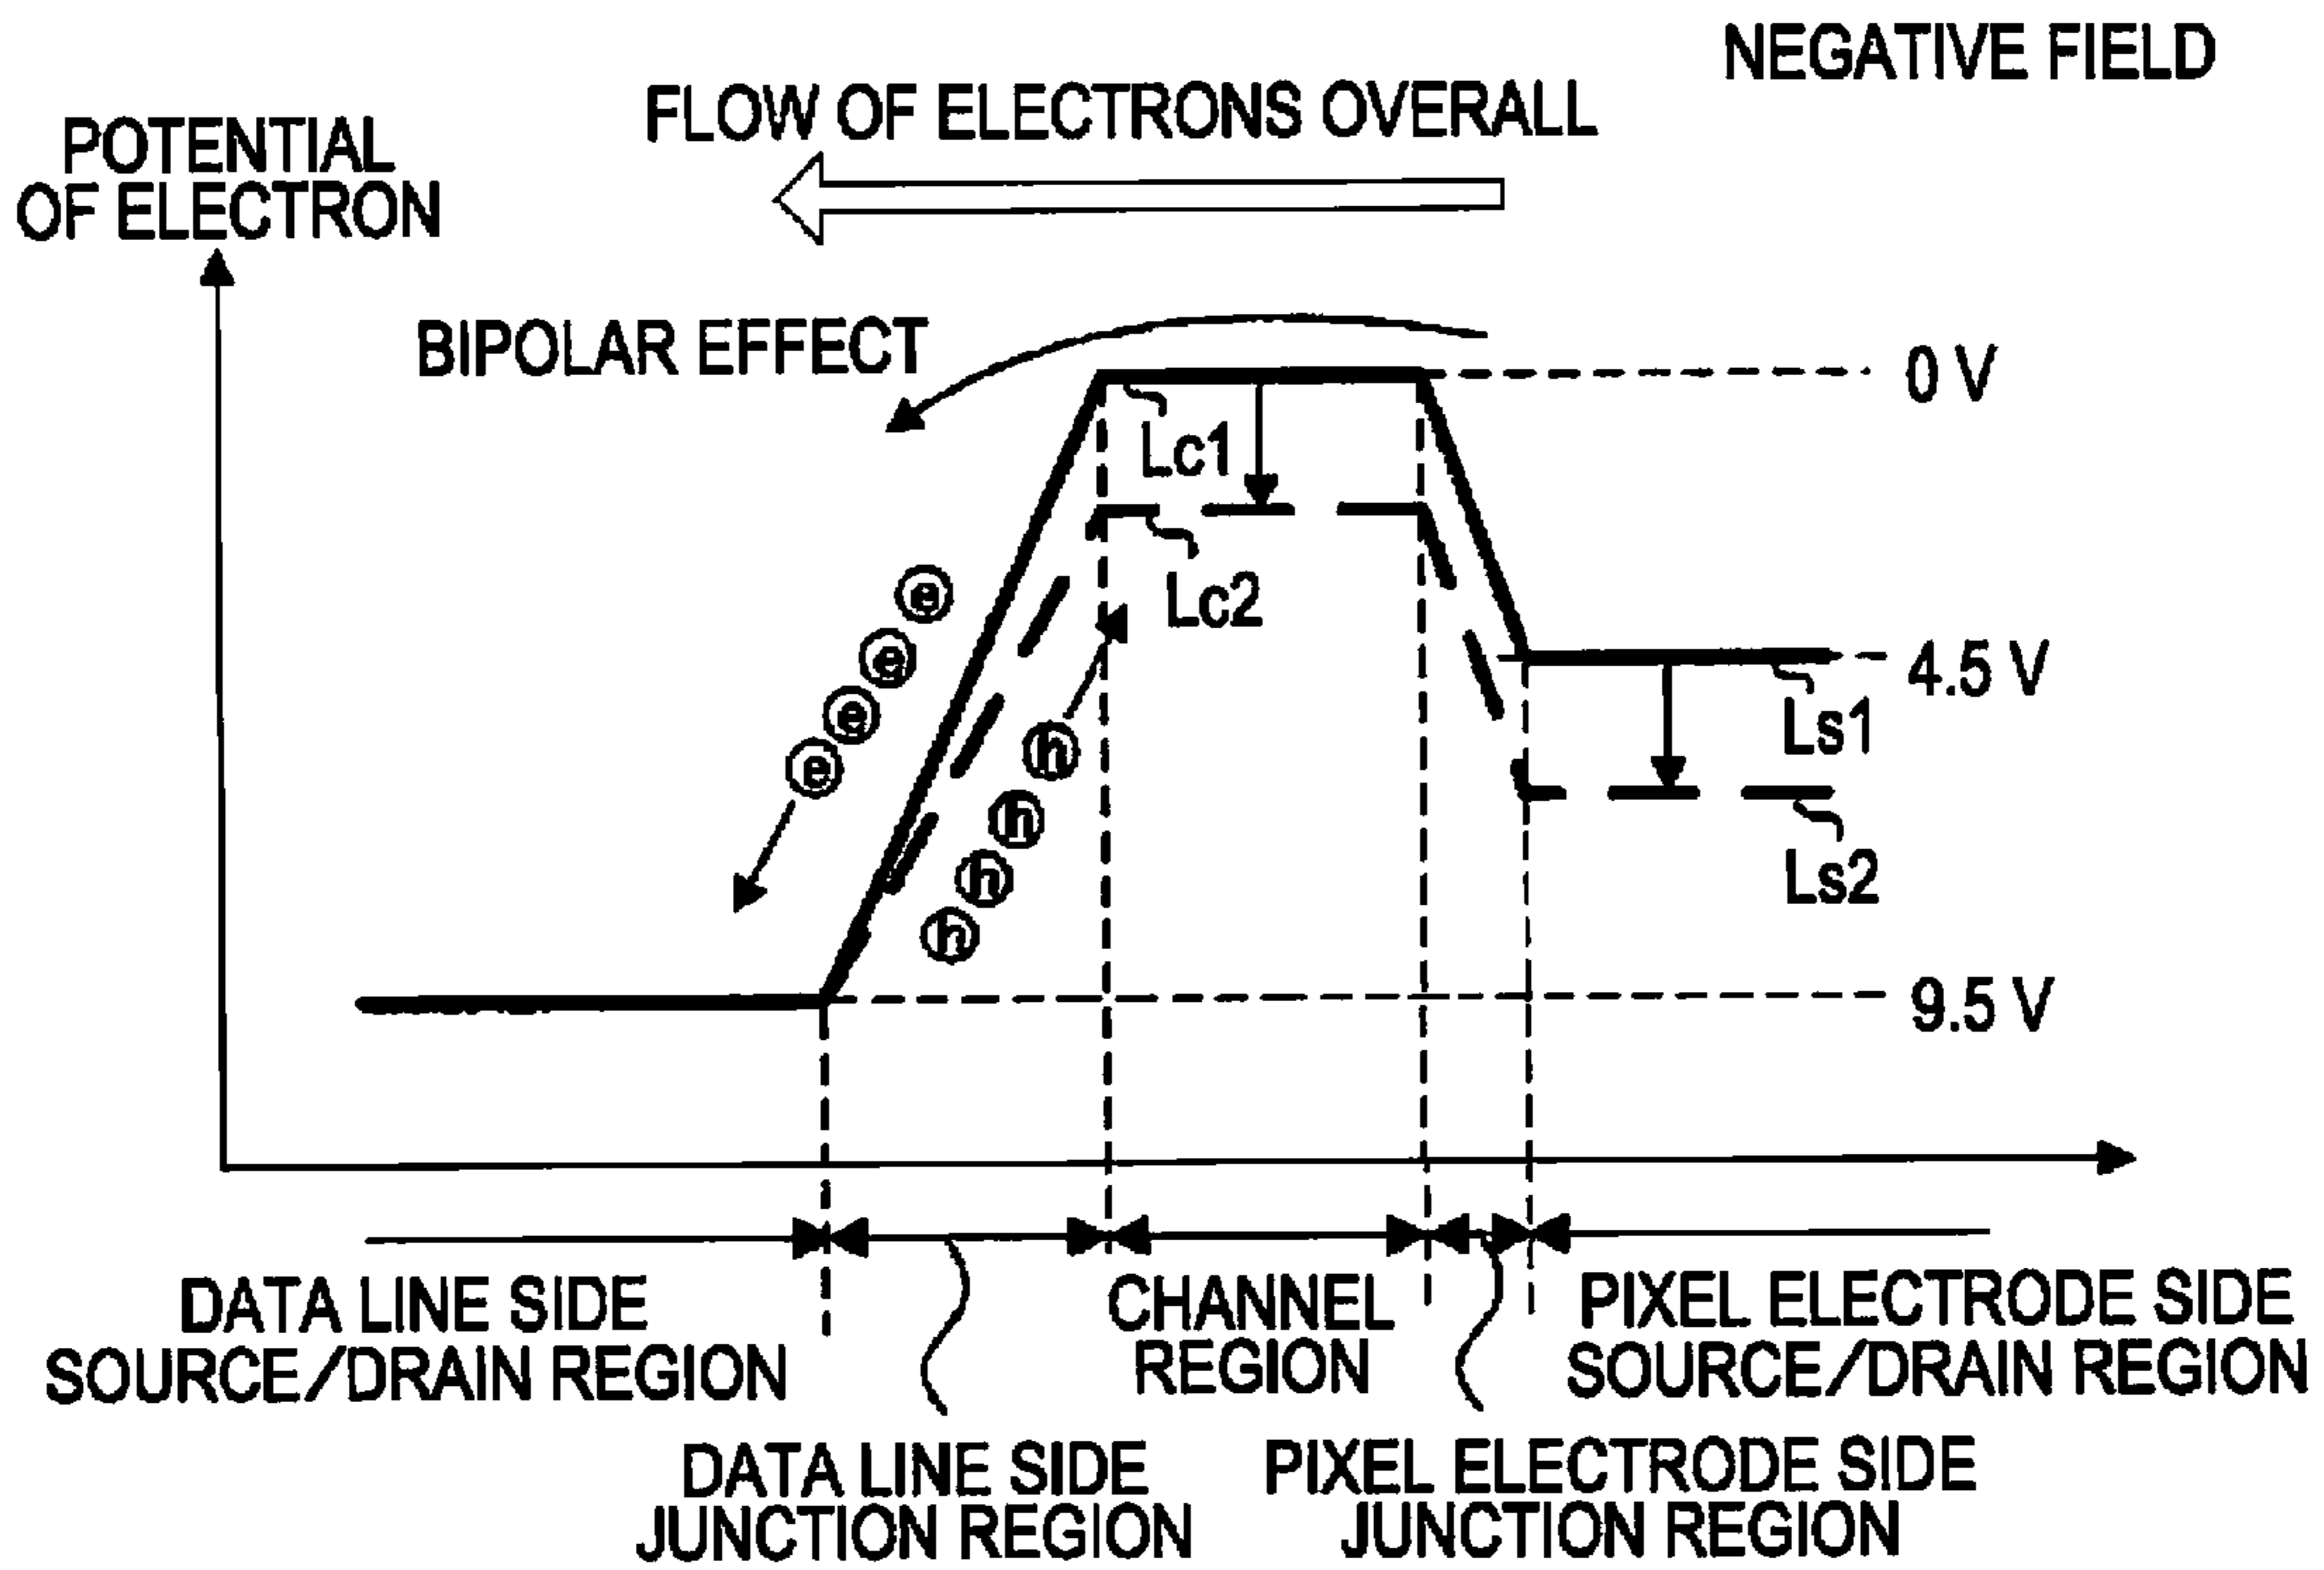 NEGATIVE FIELD
FLOW OF ELECTRONS OVERALL
POTENTIAL
OF ELECTRON
BIPOLAR EFFECT
0 V
Lc1
Lc2
e
e
e
e
h
h
h
h
4.5 V
Ls1
Ls2
9.5 V
DATA LINE SIDE
SOURCE/DRAIN REGION
CHANNEL
REGION
PIXEL ELECTRODE SIDE
SOURCE/DRAIN REGION
DATA LINE SIDE
JUNCTION REGION
PIXEL ELECTRODE SIDE
JUNCTION REGION